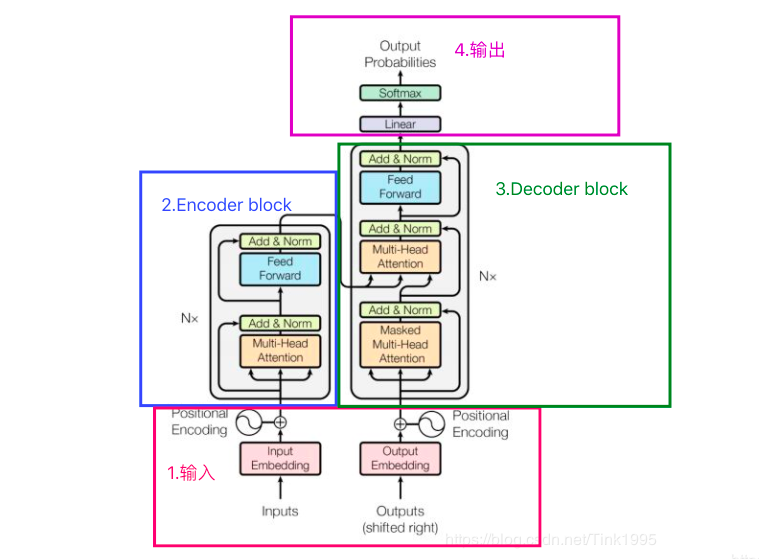 4.输出
Output
Probabilities
Softmax
Linear
3.Decoder block
Add & Norm
Feed
Forward
Add & Norm
Multi-Head
Attention
Add & Norm
Masked
Multi-Head
Attention
N×
2.Encoder block
Add & Norm
Feed
Forward
Add & Norm
Multi-Head
Attention
N×
Positional
Encoding
Positional
Encoding
1.输入
Input
Embedding
Output
Embedding
Inputs
Outputs
(shifted right)
https://blog.csdn.net/Tink1995